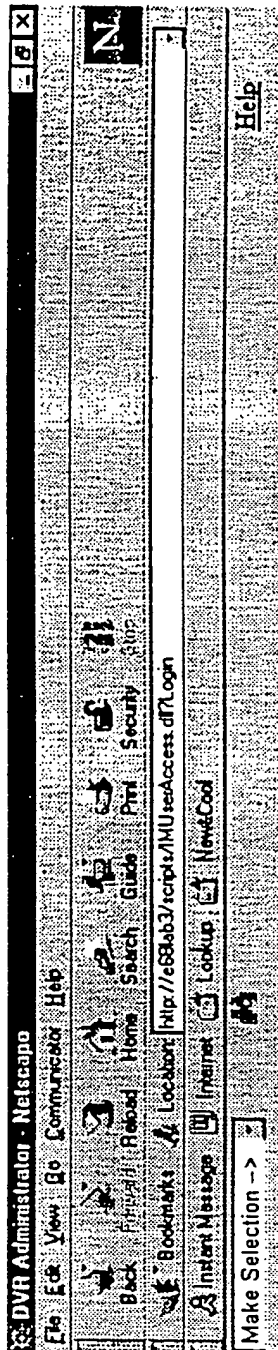 DVR Administrator - Netscape
File Edit View Go Communicator Help
Back Forward Reload Home Search Guide Print Security Stop
N
Bookmarks Location: http://e68lab3/scripts/IMUserAccess.dll?Login
Instant Message Internet Lookup New&Cool
Make Selection --> Help